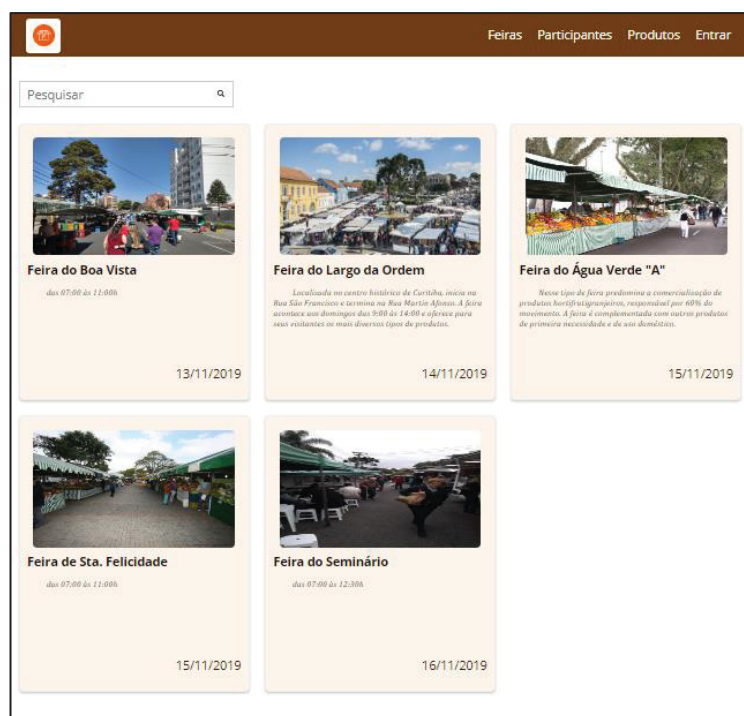 Feiras Participantes Produtos Entrar
Pesquisar
Feira do Boa Vista
das 07:00 às 11:00h
13/11/2019
Feira do Largo da Ordem
Localisada no centro histórico de Curitiba, inicia na
Rua São Francisco e termina na Rua Martin Afonso. A feira
acontece aos domingos das 9:00 ás 14:00 e oferece para
seus visitantes os mais diversos tipos de produtos.
14/11/2019
Feira do Água Verde "A"
Nesse tipo de feira predomina a comercialização de
produtos hortifrutigranjeiros, responsável por 60% do
movimento. A feira é complementada com outros produtos
de primeira necessidade e de uso doméstico.
15/11/2019
Feira de Sta. Felicidade
das 07:00 às 11:00h
15/11/2019
Feira do Seminário
das 07:00 às 12:30h
16/11/2019